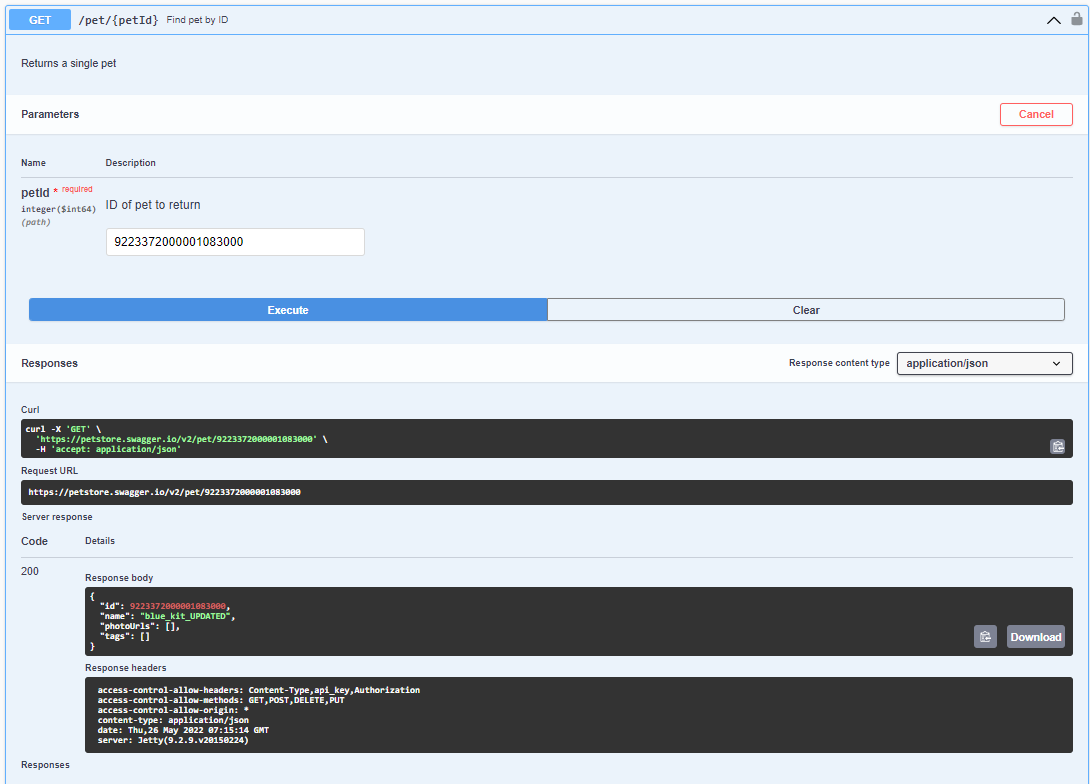 GET /pet/{petId} Find pet by ID
Returns a single pet
Parameters
Cancel
Name Description
petId * required
integer($int64)
(path)
ID of pet to return
9223372000001083000
Execute Clear
Responses
Response content type application/json
Curl
curl -X 'GET' \
'https://petstore.swagger.io/v2/pet/9223372000001083000' \
-H 'accept: application/json'
Request URL
https://petstore.swagger.io/v2/pet/9223372000001083000
Server response
Code Details
200
Response body
{
"id": 9223372000001083000,
"name": "blue_kit_UPDATED",
"photoUrls": [],
"tags": []
}
Download
Response headers
access-control-allow-headers: Content-Type,api_key,Authorization
access-control-allow-methods: GET,POST,DELETE,PUT
access-control-allow-origin: *
content-type: application/json
date: Thu,26 May 2022 07:15:14 GMT
server: Jetty(9.2.9.v20150224)
Responses